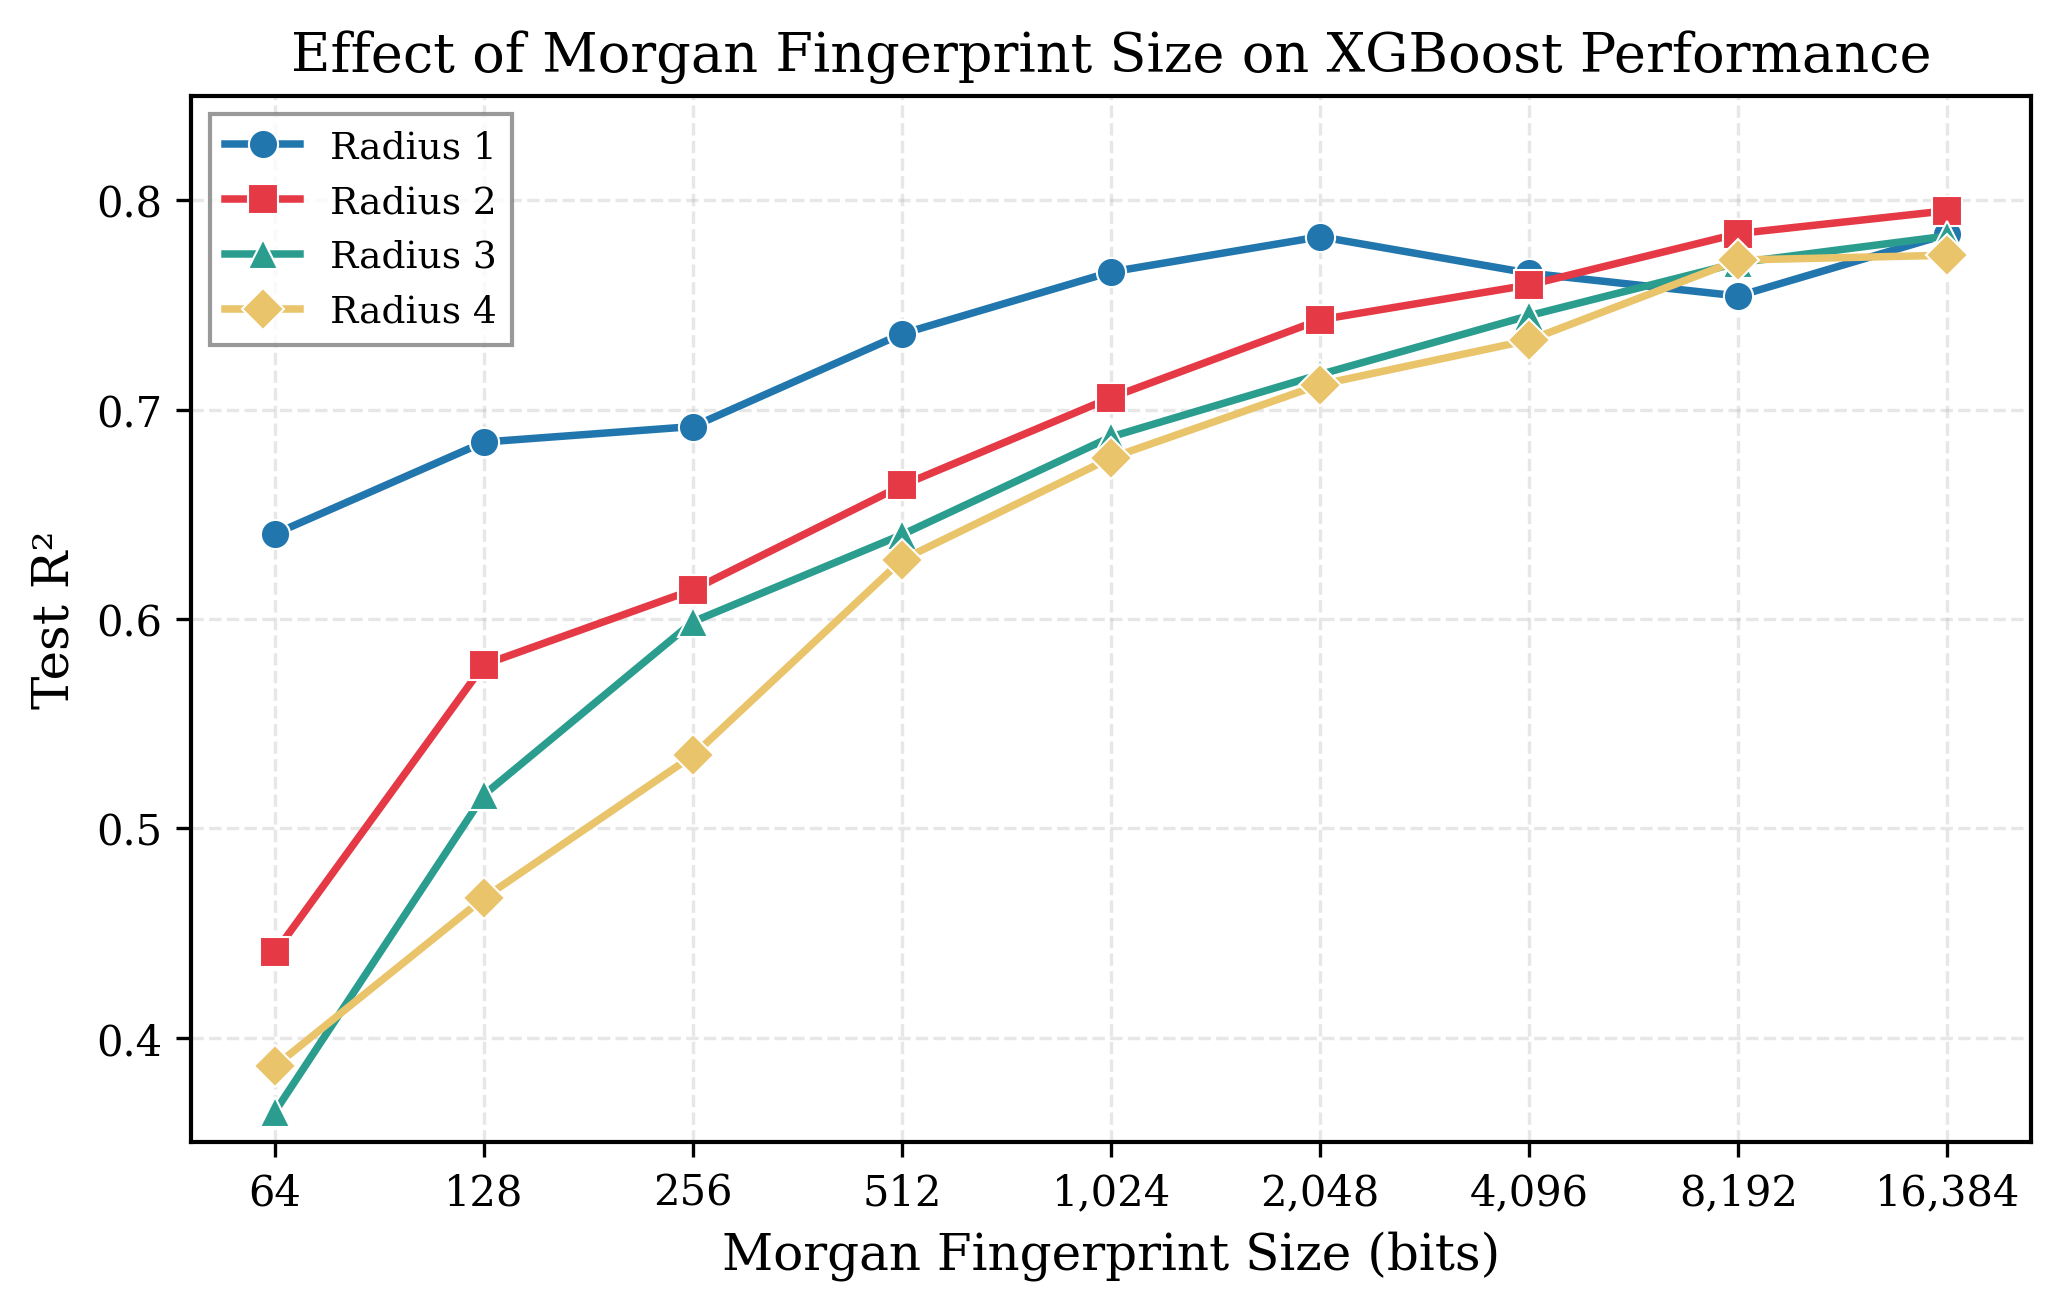 Effect of Morgan Fingerprint Size on XGBoost Performance
Radius 1
Radius 2
Radius 3
Radius 4
Test R²
0.8
0.7
0.6
0.5
0.4
64 128 256 512 1,024 2,048 4,096 8,192 16,384
Morgan Fingerprint Size (bits)